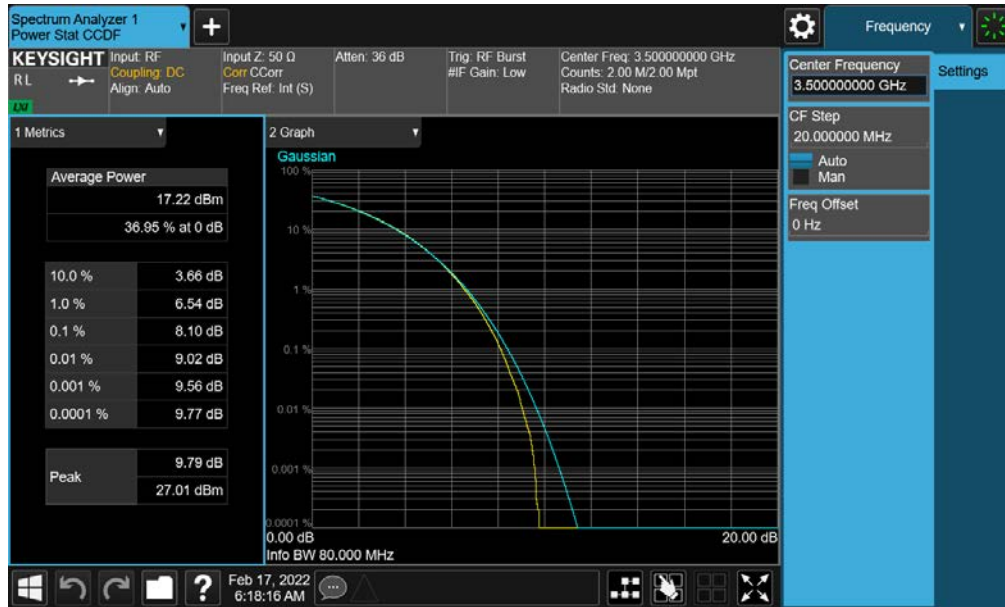 Spectrum Analyzer 1
Power Stat CCDF
+
Frequency
KEYSIGHT
RL
LXI
Input: RF
Coupling: DC
Align: Auto
Input Z: 50 Ω
Corr CCorr
Freq Ref: Int (S)
Atten: 36 dB
Trig: RF Burst
#IF Gain: Low
Center Freq: 3.500000000 GHz
Counts: 2.00 M/2.00 Mpt
Radio Std: None
Center Frequency
3.500000000 GHz
Settings
CF Step
20.000000 MHz
Auto
Man
Freq Offset
0 Hz
1 Metrics
Average Power
17.22 dBm
36.95 % at 0 dB
10.0 % 3.66 dB
1.0 % 6.54 dB
0.1 % 8.10 dB
0.01 % 9.02 dB
0.001 % 9.56 dB
0.0001 % 9.77 dB
Peak
9.79 dB
27.01 dBm
2 Graph
Gaussian
100 %
10 %
1 %
0.1 %
0.01 %
0.001 %
0.0001 %
0.00 dB
20.00 dB
Info BW 80.000 MHz
?
Feb 17, 2022
6:18:16 AM